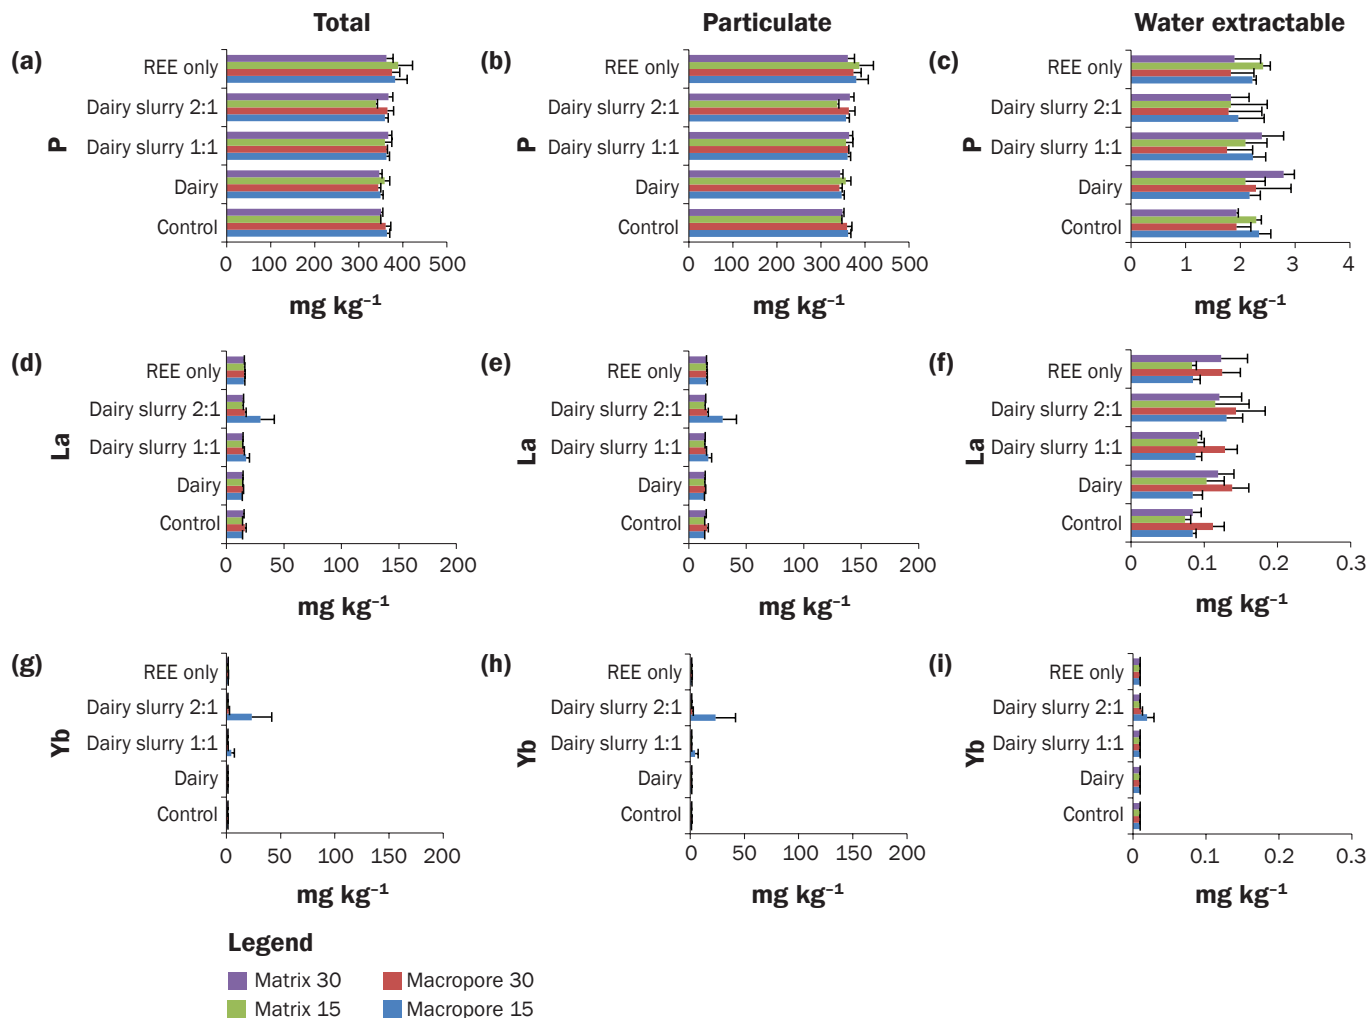 Total
Particulate
Water extractable
(a)
P
REE only
Dairy slurry 2:1
Dairy slurry 1:1
Dairy
Control
0 100 200 300 400 500
mg kg⁻¹
(b)
P
REE only
Dairy slurry 2:1
Dairy slurry 1:1
Dairy
Control
0 100 200 300 400 500
mg kg⁻¹
(c)
P
REE only
Dairy slurry 2:1
Dairy slurry 1:1
Dairy
Control
0 1 2 3 4
mg kg⁻¹
(d)
La
REE only
Dairy slurry 2:1
Dairy slurry 1:1
Dairy
Control
0 50 100 150 200
mg kg⁻¹
(e)
La
REE only
Dairy slurry 2:1
Dairy slurry 1:1
Dairy
Control
0 50 100 150 200
mg kg⁻¹
(f)
La
REE only
Dairy slurry 2:1
Dairy slurry 1:1
Dairy
Control
0 0.1 0.2 0.3
mg kg⁻¹
(g)
Yb
REE only
Dairy slurry 2:1
Dairy slurry 1:1
Dairy
Control
0 50 100 150 200
mg kg⁻¹
(h)
Yb
REE only
Dairy slurry 2:1
Dairy slurry 1:1
Dairy
Control
0 50 100 150 200
mg kg⁻¹
(i)
Yb
REE only
Dairy slurry 2:1
Dairy slurry 1:1
Dairy
Control
0 0.1 0.2 0.3
mg kg⁻¹
Legend
Matrix 30
Macropore 30
Matrix 15
Macropore 15